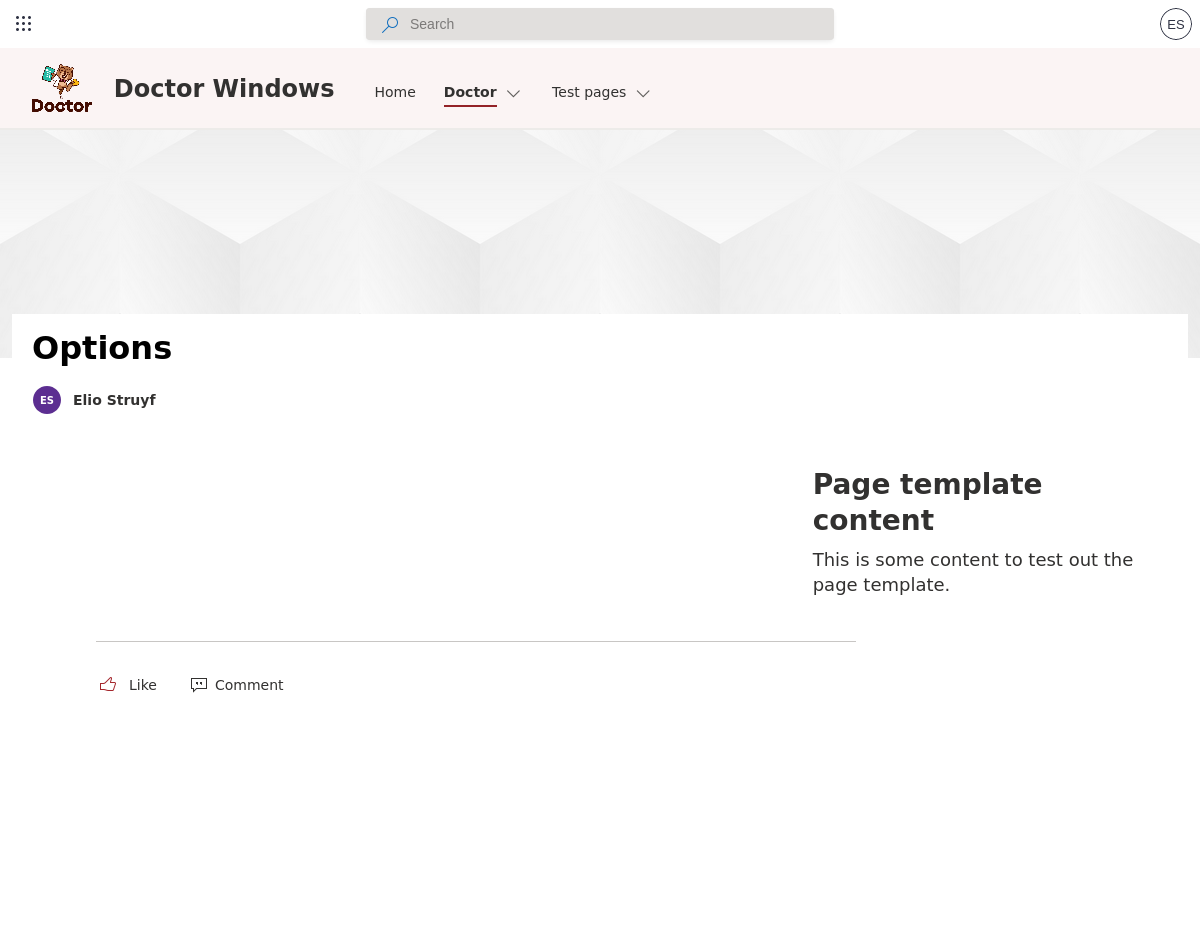 Search
ES
Doctor
Doctor Windows
Home
Doctor
Test pages
Options
ES
Elio Struyf
Page template
content
This is some content to test out the
page template.
Like
Comment